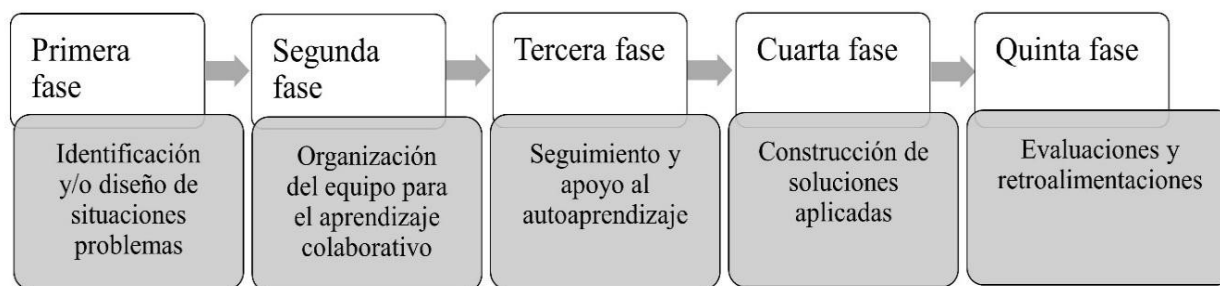 Primera
fase
Identificación
y/o diseño de
situaciones
problemas
Segunda
fase
Organización
del equipo para
el aprendizaje
colaborativo
Tercera fase
Seguimiento y
apoyo al
autoaprendizaje
Cuarta fase
Construcción de
soluciones
aplicadas
Quinta fase
Evaluaciones y
retroalimentaciones